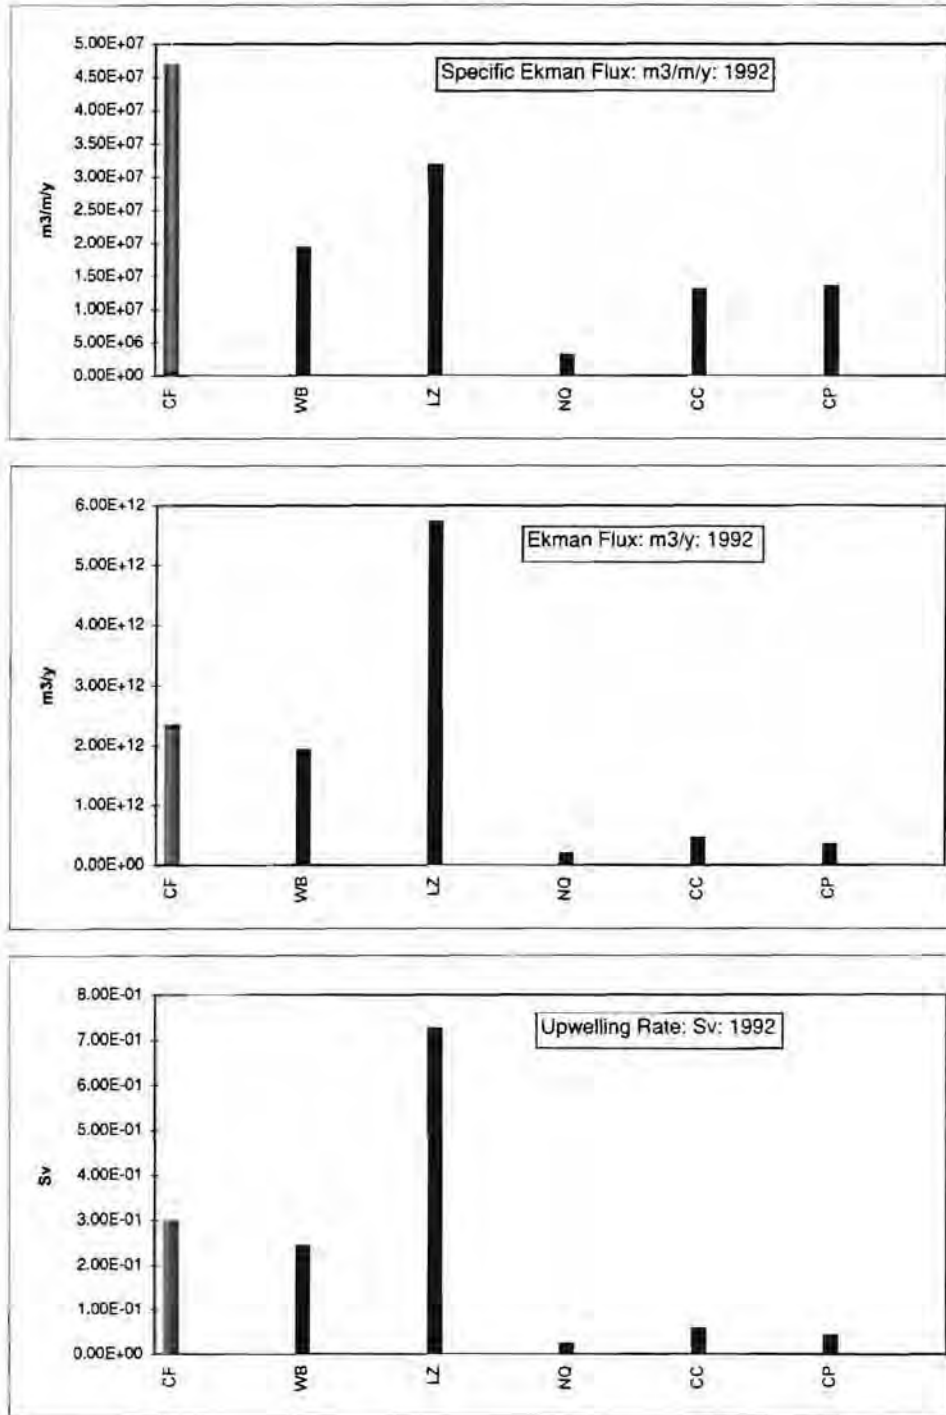 Specific Ekman Flux: m3/m/y: 1992
5.00E+07
4.50E+07
4.00E+07
3.50E+07
3.00E+07
2.50E+07
2.00E+07
1.50E+07
1.00E+07
5.00E+06
0.00E+00
m3/m/y
CF
WB
LZ
NO
CC
CP
Ekman Flux: m3/y: 1992
6.00E+12
5.00E+12
4.00E+12
3.00E+12
2.00E+12
1.00E+12
0.00E+00
m3/y
CF
WB
LZ
NO
CC
CP
Upwelling Rate: Sv: 1992
8.00E-01
7.00E-01
6.00E-01
5.00E-01
4.00E-01
3.00E-01
2.00E-01
1.00E-01
0.00E+00
Sv
CF
WB
LZ
NO
CC
CP